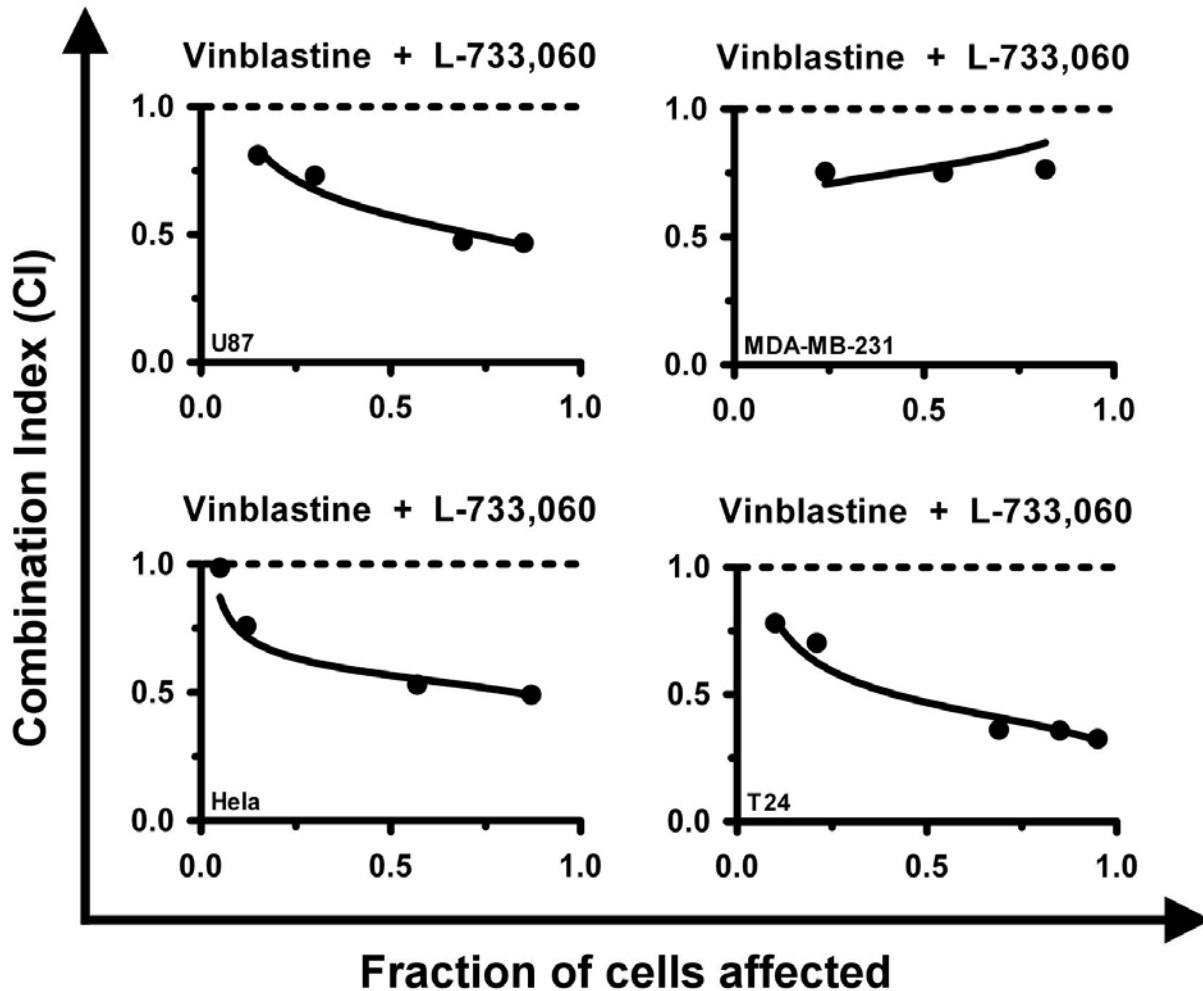 Combination Index (CI)
Vinblastine + L-733,060
1.0
0.5
0.0
U87
0.0 0.5 1.0
Vinblastine + L-733,060
1.0
0.5
0.0
MDA-MB-231
0.0 0.5 1.0
Vinblastine + L-733,060
1.0
0.5
0.0
Hela
0.0 0.5 1.0
Vinblastine + L-733,060
1.0
0.5
0.0
T24
0.0 0.5 1.0
Fraction of cells affected